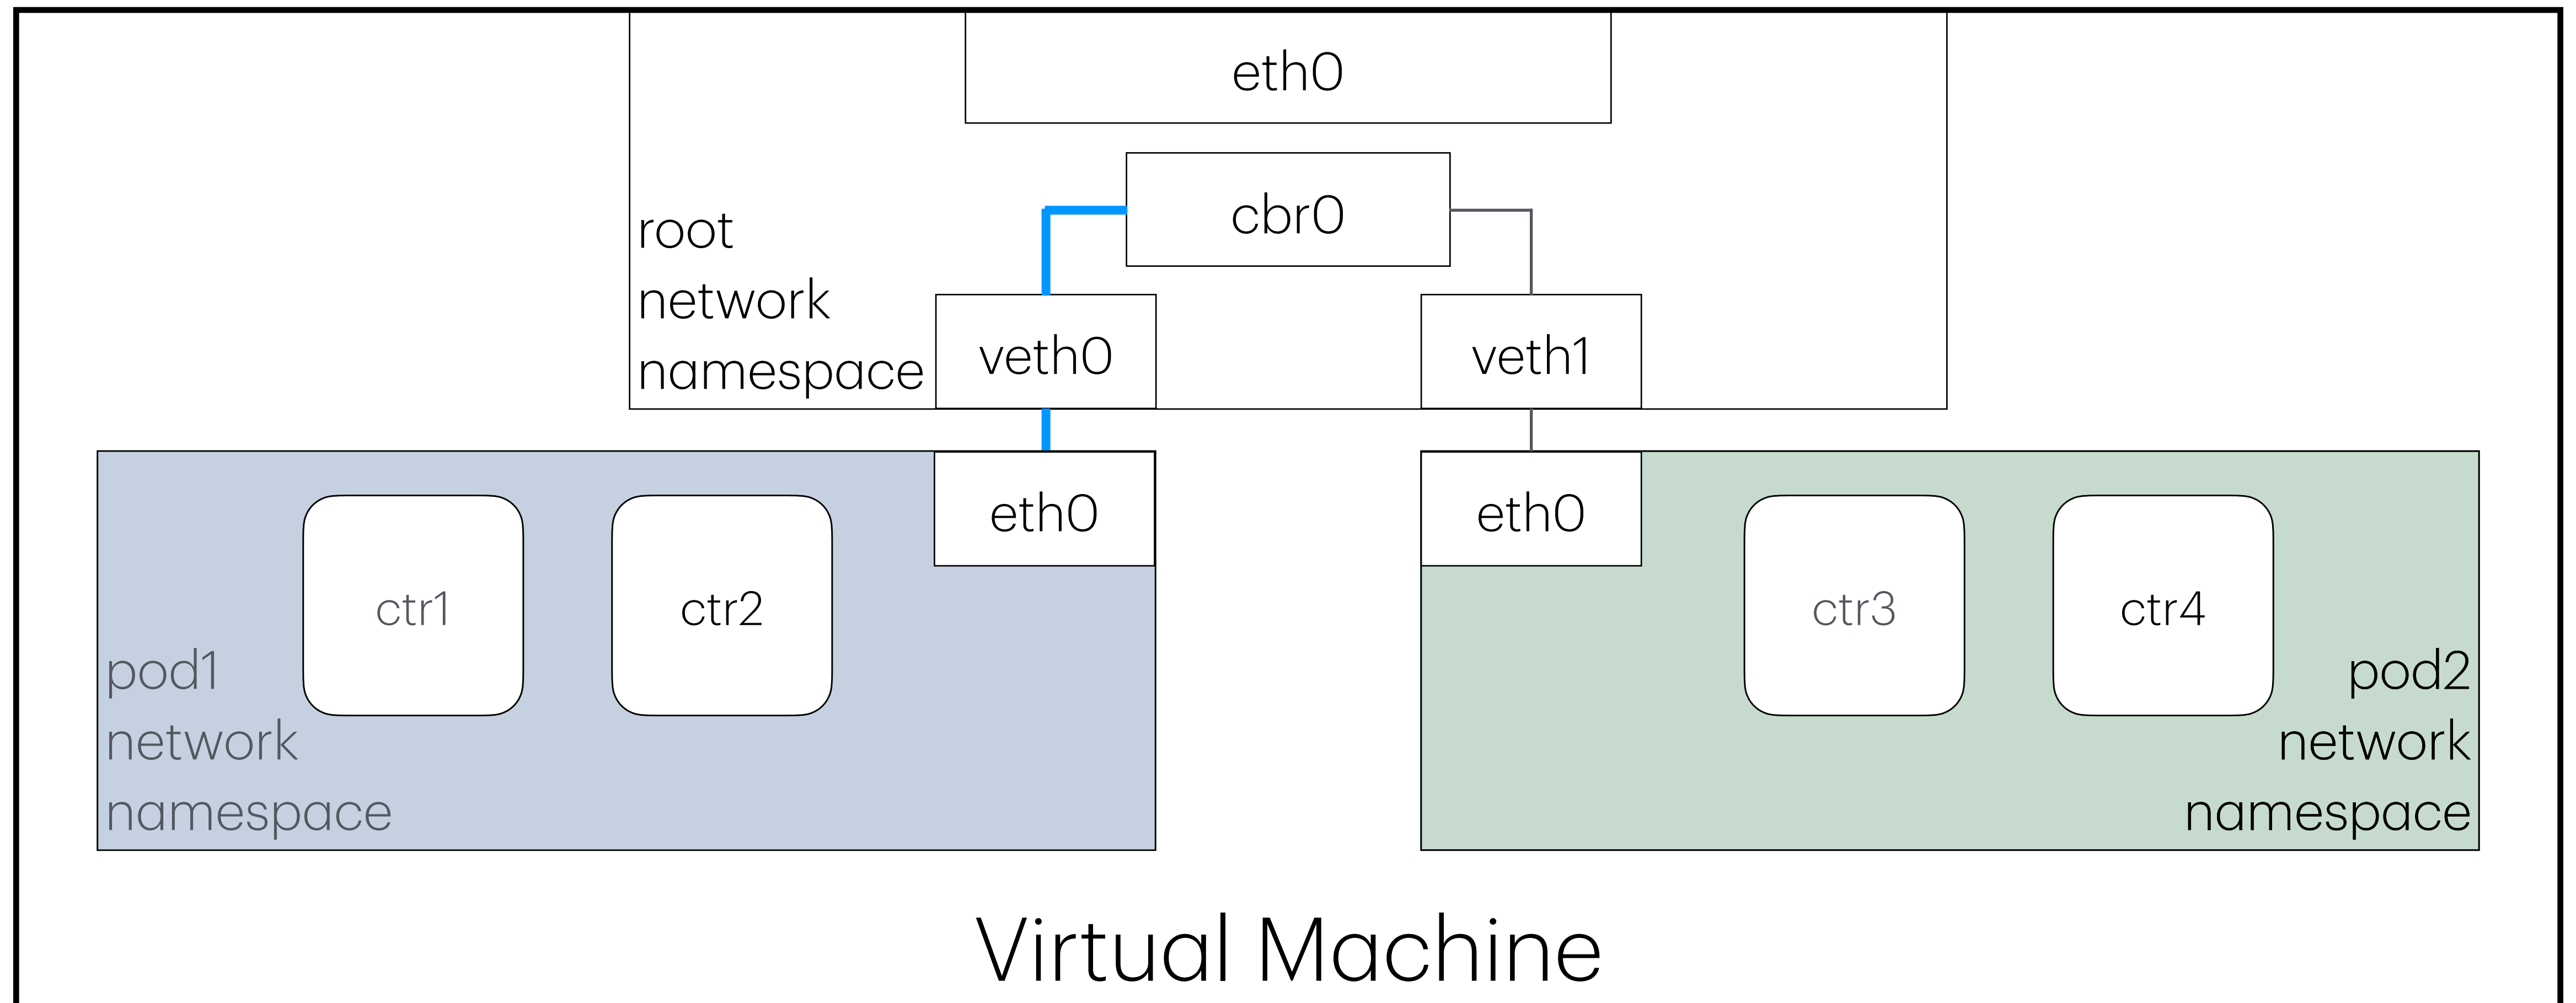 eth0
cbr0
root
network
namespace
veth0
veth1
eth0
eth0
ctr1
ctr2
ctr3
ctr4
pod1
network
namespace
pod2
network
namespace
Virtual Machine